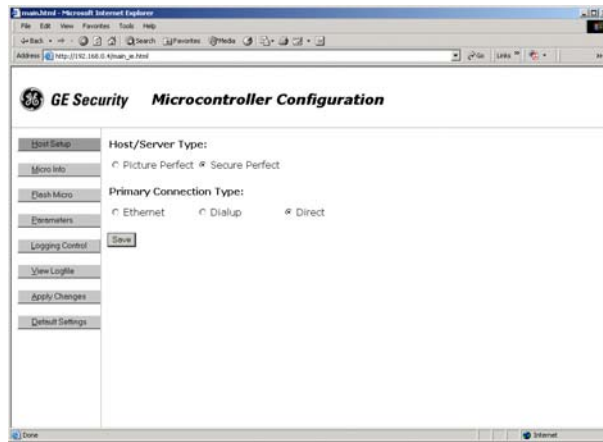 main.html - Microsoft Internet Explorer
File Edit View Favorites Tools Help
Back Search Favorites Media
Address http://192.168.0.4/main_ie.html Go Links
GE Security Microcontroller Configuration
Host Setup
Host/Server Type:
Picture Perfect Secure Perfect
Micro Info
Flash Micro
Primary Connection Type:
Ethernet Dialup Direct
Parameters
Save
Logging Control
View Logfile
Apply Changes
Default Settings
Done Internet